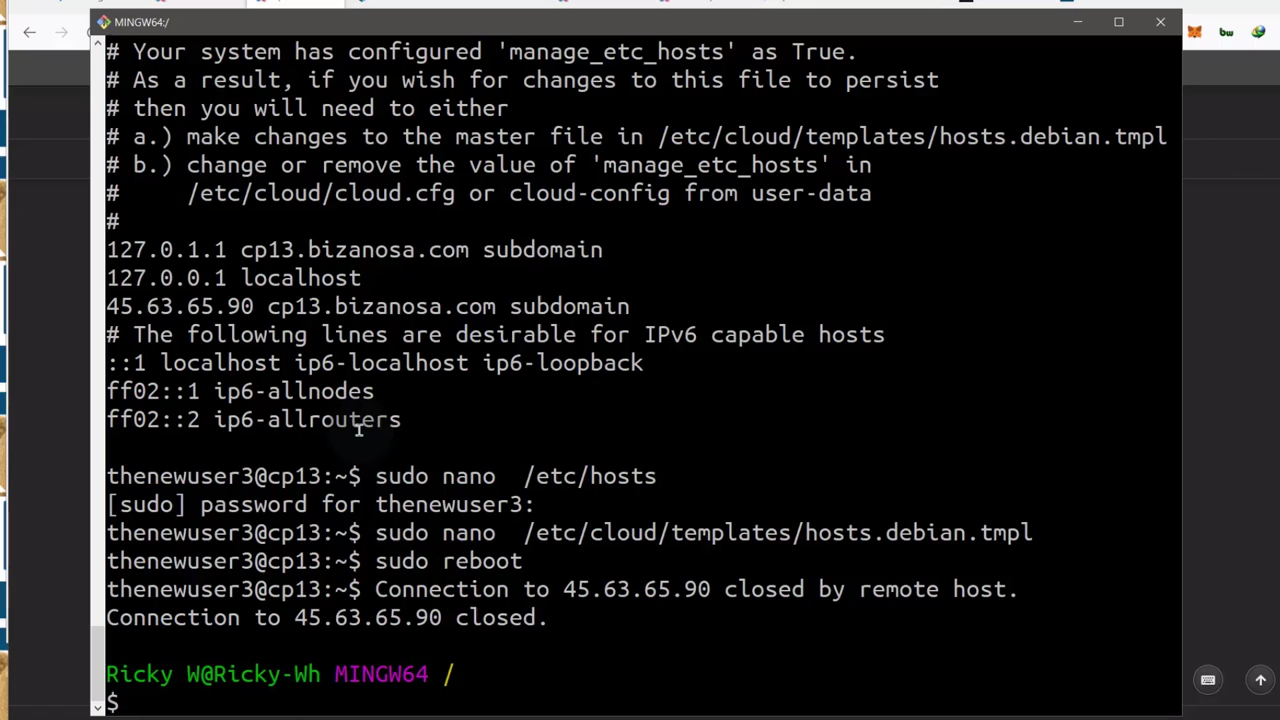 MINGW64:/
bw
# Your system has configured 'manage_etc_hosts' as True.
# As a result, if you wish for changes to this file to persist
# then you will need to either
# a.) make changes to the master file in /etc/cloud/templates/hosts.debian.tmpl
# b.) change or remove the value of 'manage_etc_hosts' in
#     /etc/cloud/cloud.cfg or cloud-config from user-data
#
127.0.1.1 cp13.bizanosa.com subdomain
127.0.0.1 localhost
45.63.65.90 cp13.bizanosa.com subdomain
# The following lines are desirable for IPv6 capable hosts
::1 localhost ip6-localhost ip6-loopback
ff02::1 ip6-allnodes
ff02::2 ip6-allrouters
thenewuser3@cp13:~$ sudo nano  /etc/hosts
[sudo] password for thenewuser3:
thenewuser3@cp13:~$ sudo nano  /etc/cloud/templates/hosts.debian.tmpl
thenewuser3@cp13:~$ sudo reboot
thenewuser3@cp13:~$ Connection to 45.63.65.90 closed by remote host.
Connection to 45.63.65.90 closed.
Ricky W@Ricky-Wh MINGW64 /
$